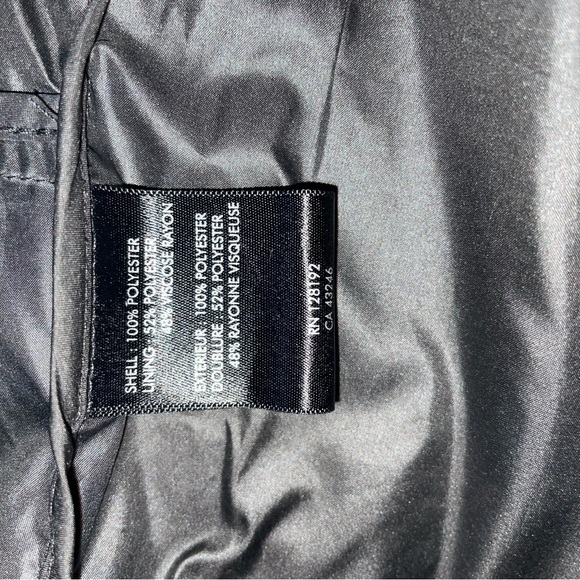 SHELL : 100% POLYESTER
LINING : 52% POLYESTER
48% VISCOSE RAYON
EXTERIEUR : 100% POLYESTER
DOUBLURE : 52% POLYESTER
48% RAYONNE VISQUEUSE
RN 128192
CA 43246